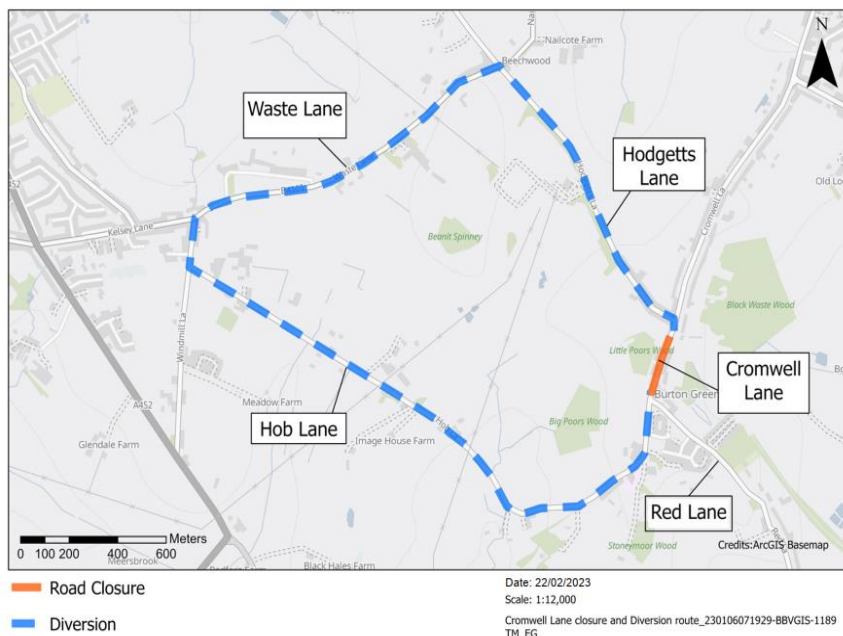 N
Nailcote Farm
Beechwood
Waste Lane
Hodgetts
Lane
Old Lo
A452
Kelsey Lane
Cromwell La
Beanit Spinney
Black Waste Wood
Windmill La
Little Poors Wood
Cromwell
Lane
Burton Green
Meadow Farm
A452
Hob Lane
Image House Farm
Big Poors Wood
Glendale Farm
Red Lane
Stoneymoor Wood
Meters
0 100 200 400 600
Credits:ArcGIS Basemap
Meersbrook
Black Hales Farm
Road Closure
Diversion
Date: 22/02/2023
Scale: 1:12,000
Cromwell Lane closure and Diversion route_230106071929-BBVGIS-1189
TM_EG